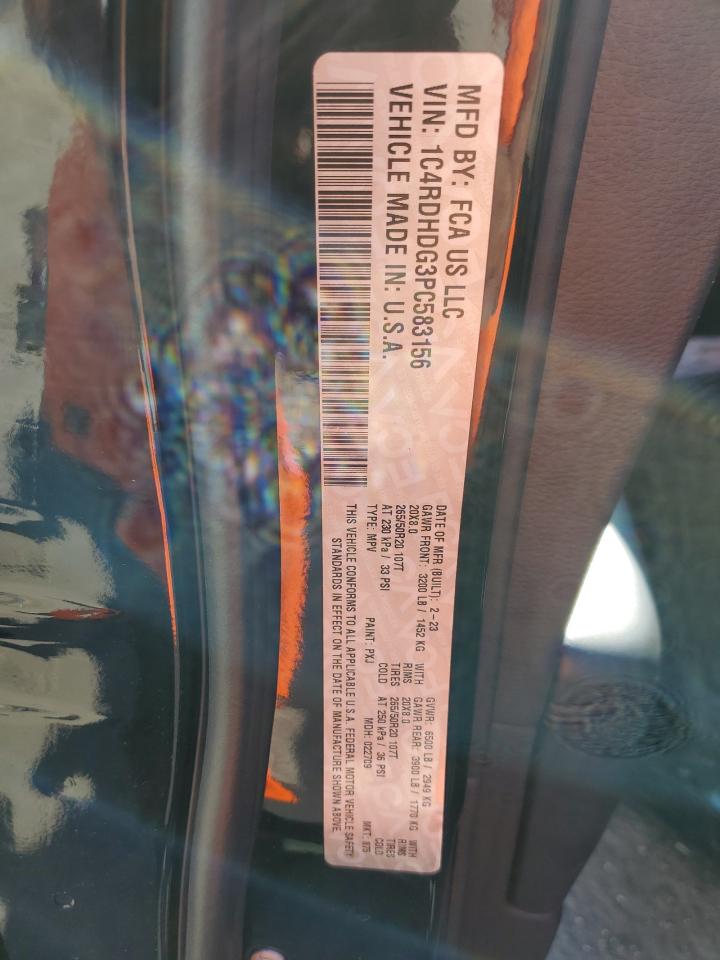 MFD BY: FCA US LLC
VIN: 1C4RDHDG3PC583156
VEHICLE MADE IN: U.S.A.
DATE OF MFR (BUILT): 2-23 GVWR: 6500 LB / 2949 KG
GAWR FRONT: 3200 LB / 1452 KG WITH GAWR REAR: 3900 LB / 1770 KG WITH
20X8.0 RIMS 20X8.0 RIMS
265/50R20 107T TIRES 265/50R20 107T TIRES
AT 230 kPa / 33 PSI COLD AT 250 kPa / 36 PSI COLD
TYPE: MPV PAINT: PXJ MDH: 022709 MKT:
THIS VEHICLE CONFORMS TO ALL APPLICABLE U.S.A. FEDERAL MOTOR VEHICLE SAFETY
STANDARDS IN EFFECT ON THE DATE OF MANUFACTURE SHOWN ABOVE.